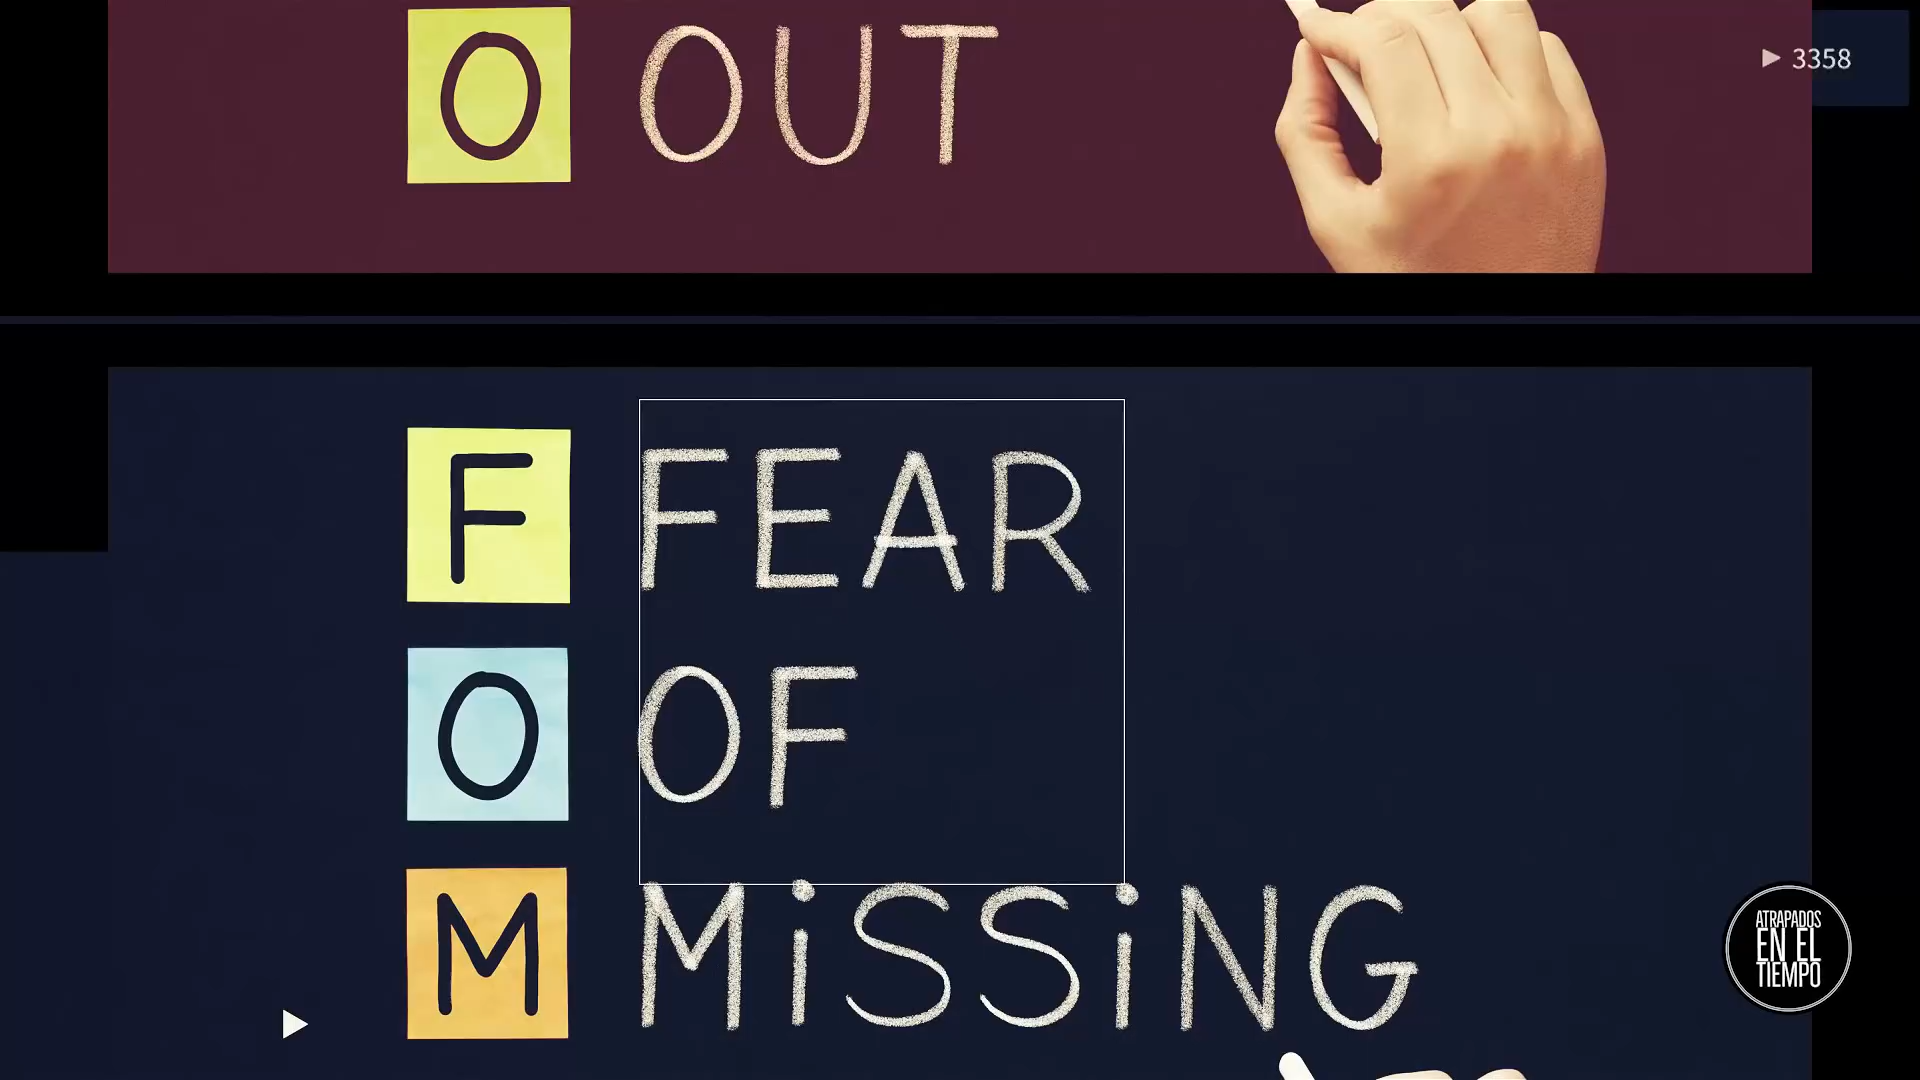 O OUT
3358
F FEAR
O OF
M MiSSiNG
ATRAPADOS
EN EL
TIEMPO